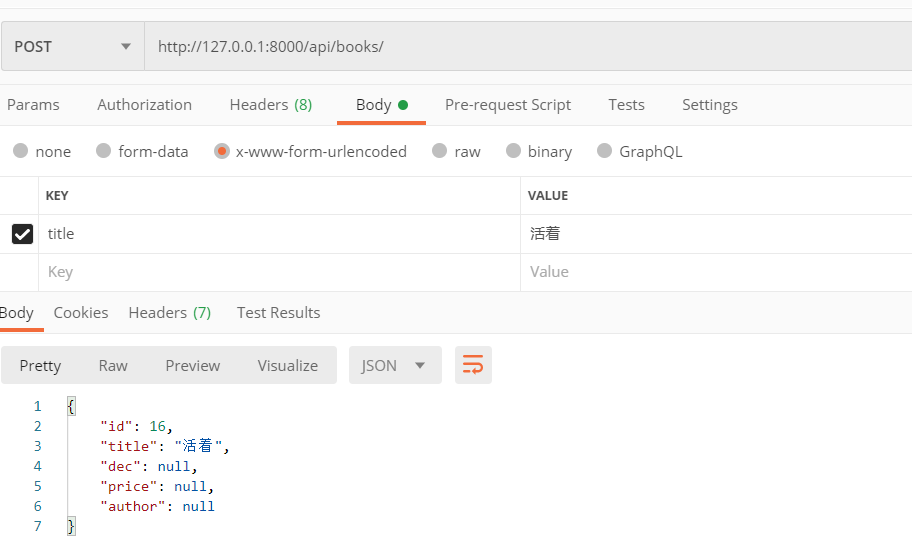 POST http://127.0.0.1:8000/api/books/
Params Authorization Headers (8) Body Pre-request Script Tests Settings
none form-data x-www-form-urlencoded raw binary GraphQL
KEY VALUE
title 活着
Key Value
Body Cookies Headers (7) Test Results
Pretty Raw Preview Visualize JSON
1 {
2 "id": 16,
3 "title": "活着",
4 "dec": null,
5 "price": null,
6 "author": null
7 }